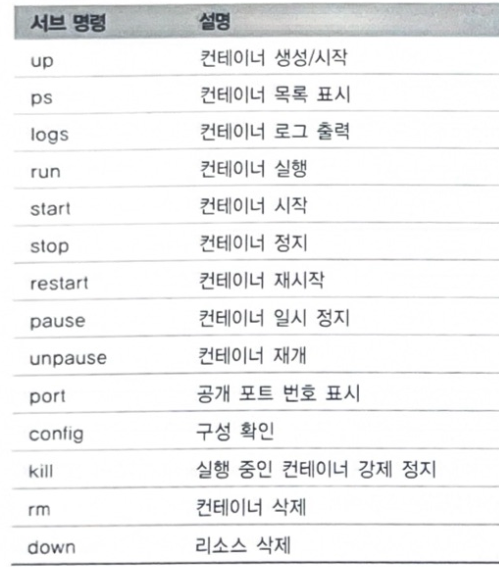 서브 명령 설명
up 컨테이너 생성/시작
ps 컨테이너 목록 표시
logs 컨테이너 로그 출력
run 컨테이너 실행
start 컨테이너 시작
stop 컨테이너 정지
restart 컨테이너 재시작
pause 컨테이너 일시 정지
unpause 컨테이너 재개
port 공개 포트 번호 표시
config 구성 확인
kill 실행 중인 컨테이너 강제 정지
rm 컨테이너 삭제
down 리소스 삭제